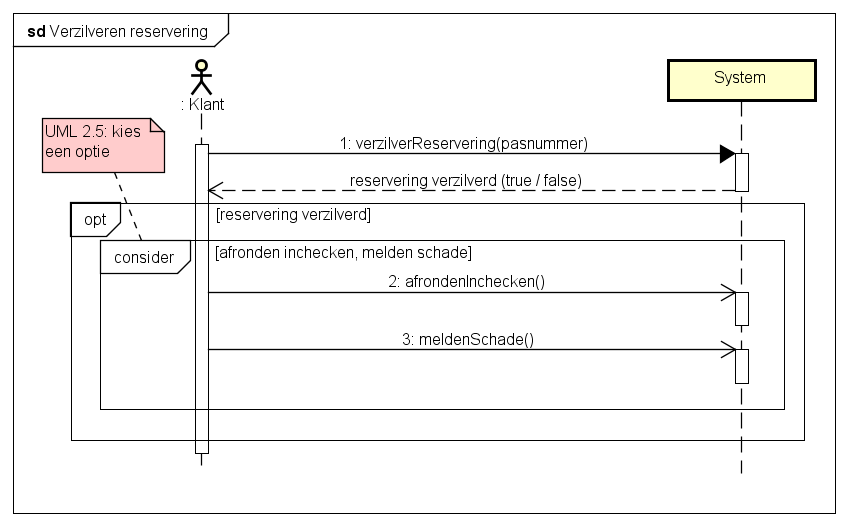 sd Verzilveren reservering
: Klant
System
UML 2.5: kies
een optie
1: verzilverReservering(pasnummer)
reservering verzilverd (true / false)
opt
[reservering verzilverd]
consider
[afronden inchecken, melden schade]
2: afrondenInchecken()
3: meldenSchade()